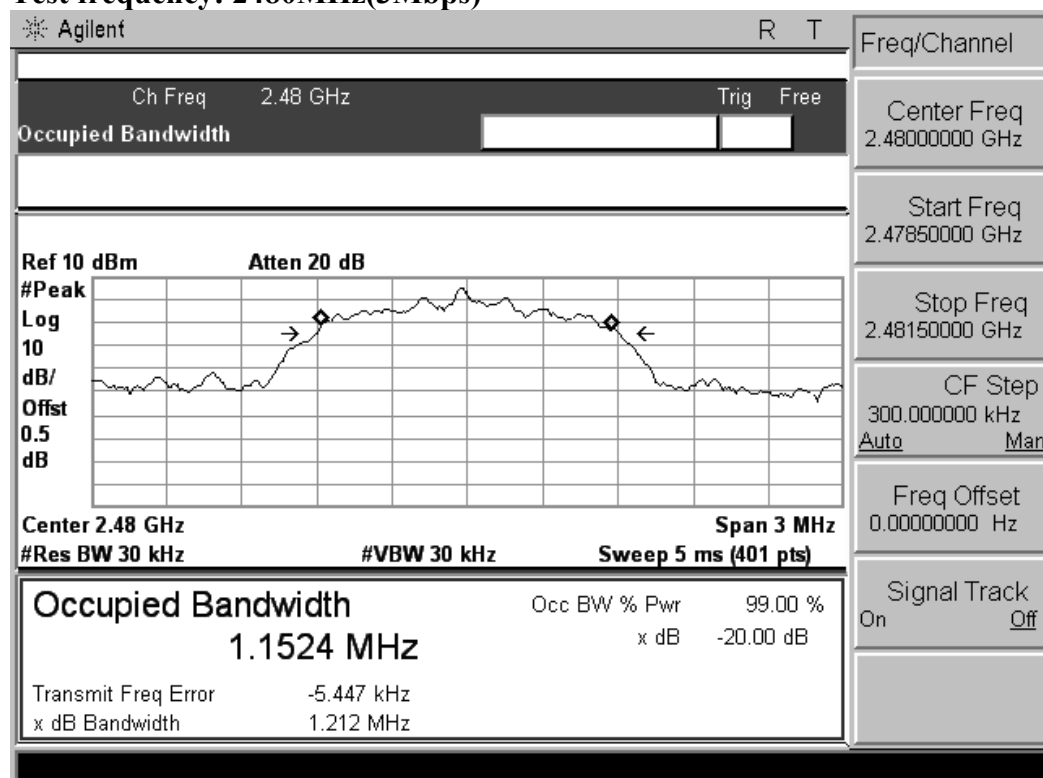 Test frequency: 2480MHz(3Mbps)
Agilent R T
Ch Freq 2.48 GHz Trig Free
Occupied Bandwidth
Ref 10 dBm Atten 20 dB
#Peak
Log
10
dB/
Offst
0.5
dB
Center 2.48 GHz Span 3 MHz
#Res BW 30 kHz #VBW 30 kHz Sweep 5 ms (401 pts)
Occupied Bandwidth
1.1524 MHz
Occ BW % Pwr 99.00 %
x dB -20.00 dB
Transmit Freq Error -5.447 kHz
x dB Bandwidth 1.212 MHz
Freq/Channel
Center Freq
2.48000000 GHz
Start Freq
2.47850000 GHz
Stop Freq
2.48150000 GHz
CF Step
300.000000 kHz
Auto Man
Freq Offset
0.00000000 Hz
Signal Track
On Off